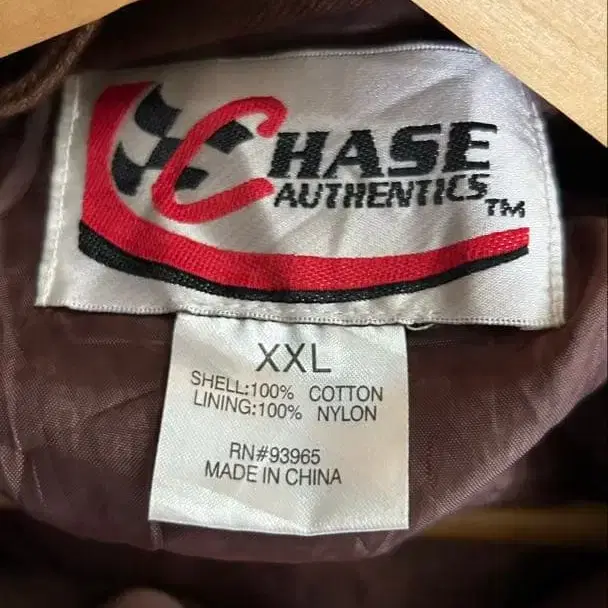 CHASE
AUTHENTICS™
XXL
SHELL:100% COTTON
LINING:100% NYLON
RN#93965
MADE IN CHINA